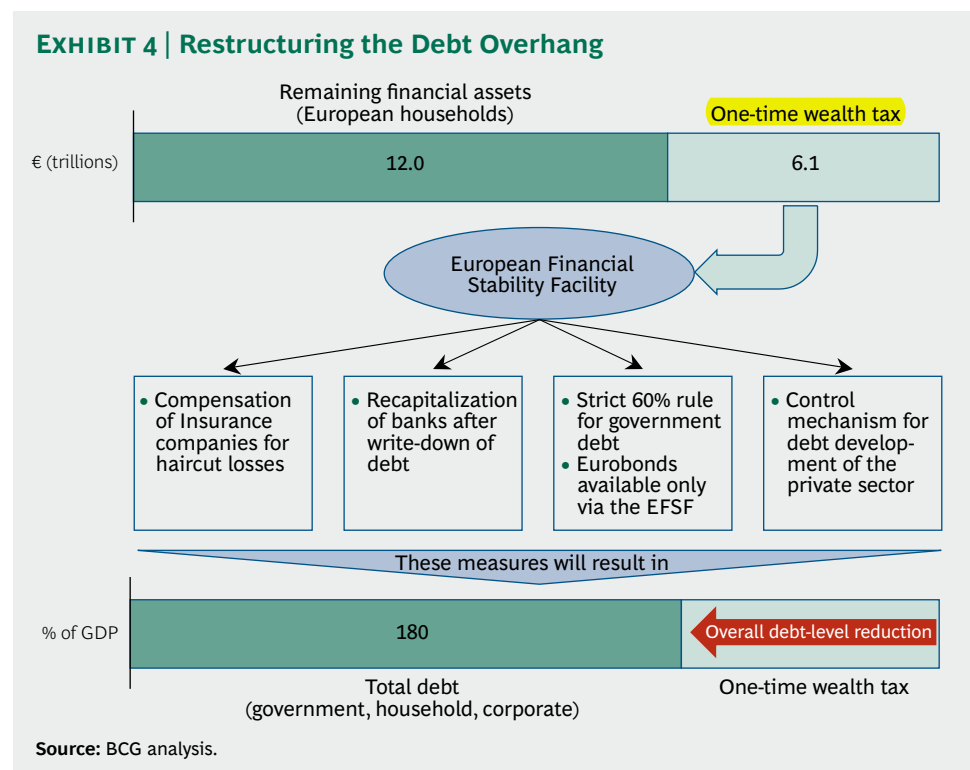 EXHIBIT 4 | Restructuring the Debt Overhang
Remaining financial assets
(European households)
One-time wealth tax
€ (trillions)
12.0
6.1
European Financial
Stability Facility
• Compensation
of Insurance
companies for
haircut losses
• Recapitalization
of banks after
write-down of
debt
• Strict 60% rule
for government
debt
• Eurobonds
available only
via the EFSF
• Control
mechanism for
debt develop-
ment of the
private sector
These measures will result in
% of GDP
180
Overall debt-level reduction
Total debt
(government, household, corporate)
One-time wealth tax
Source: BCG analysis.